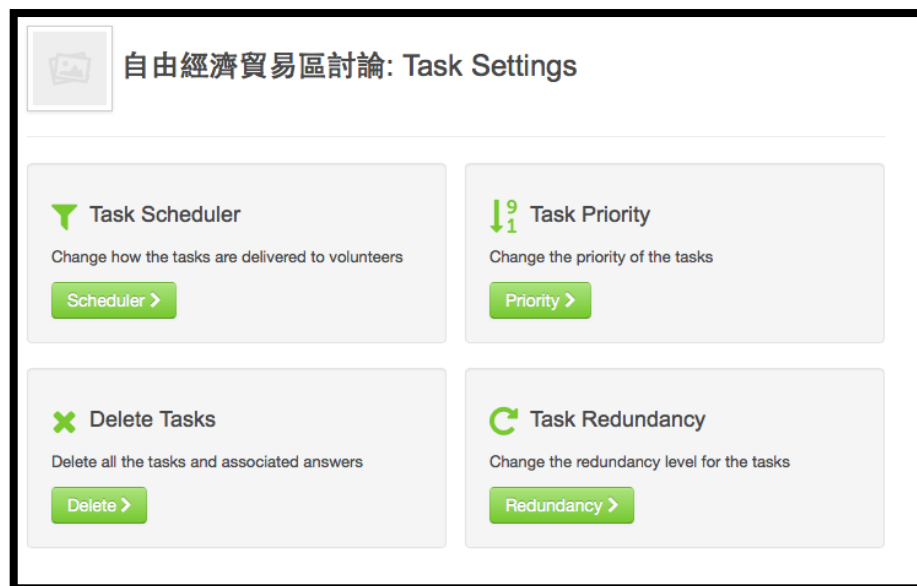 自由經濟貿易區討論: Task Settings
Task Scheduler
Change how the tasks are delivered to volunteers
Scheduler
Task Priority
Change the priority of the tasks
Priority
Delete Tasks
Delete all the tasks and associated answers
Delete
Task Redundancy
Change the redundancy level for the tasks
Redundancy